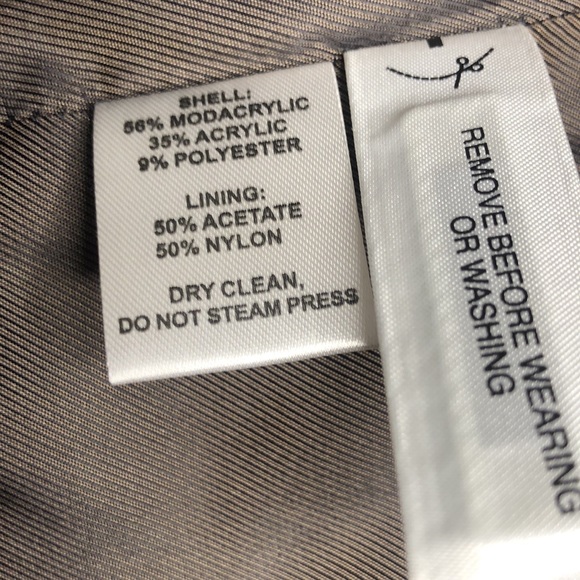 SHELL:
56% MODACRYLIC
35% ACRYLIC
9% POLYESTER
LINING:
50% ACETATE
50% NYLON
DRY CLEAN,
DO NOT STEAM PRESS
REMOVE BEFORE WEARING
OR WASHING